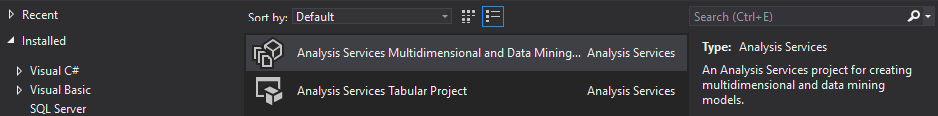 Recent
Installed
Visual C#
Visual Basic
SQL Server
Sort by: Default
Analysis Services Multidimensional and Data Mining... Analysis Services
Analysis Services Tabular Project Analysis Services
Search (Ctrl+E)
Type: Analysis Services
An Analysis Services project for creating
multidimensional and data mining
models.